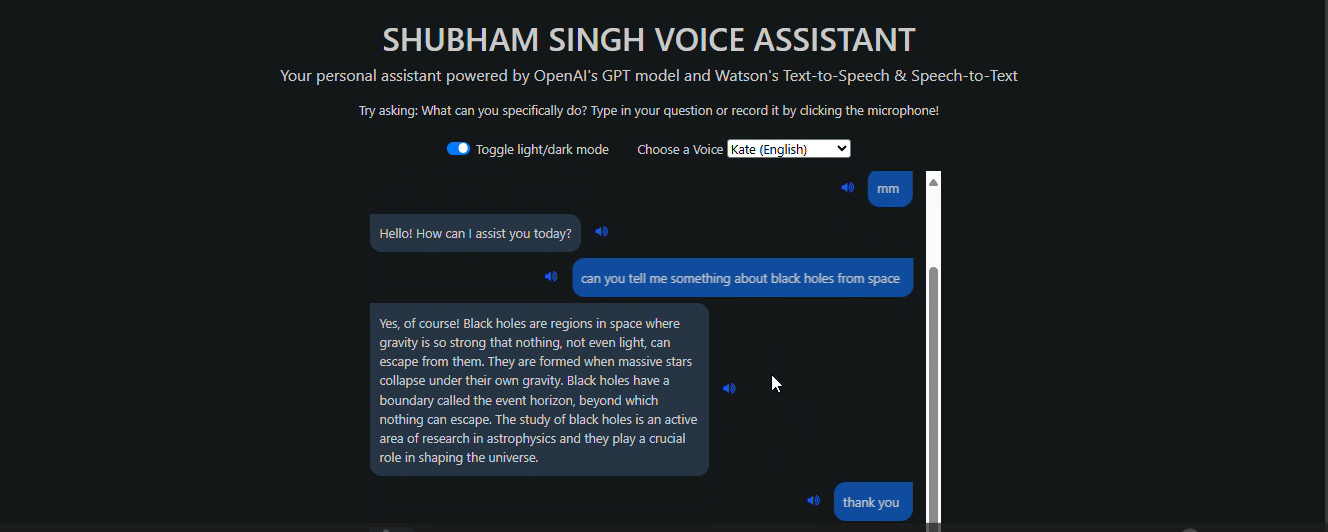 SHUBHAM SINGH VOICE ASSISTANT
Your personal assistant powered by OpenAI's GPT model and Watson's Text-to-Speech & Speech-to-Text
Try asking: What can you specifically do? Type in your question or record it by clicking the microphone!
Toggle light/dark mode Choose a Voice Kate (English)
mm
Hello! How can I assist you today?
can you tell me something about black holes from space
Yes, of course! Black holes are regions in space where
gravity is so strong that nothing, not even light, can
escape from them. They are formed when massive stars
collapse under their own gravity. Black holes have a
boundary called the event horizon, beyond which
nothing can escape. The study of black holes is an active
area of research in astrophysics and they play a crucial
role in shaping the universe.
thank you